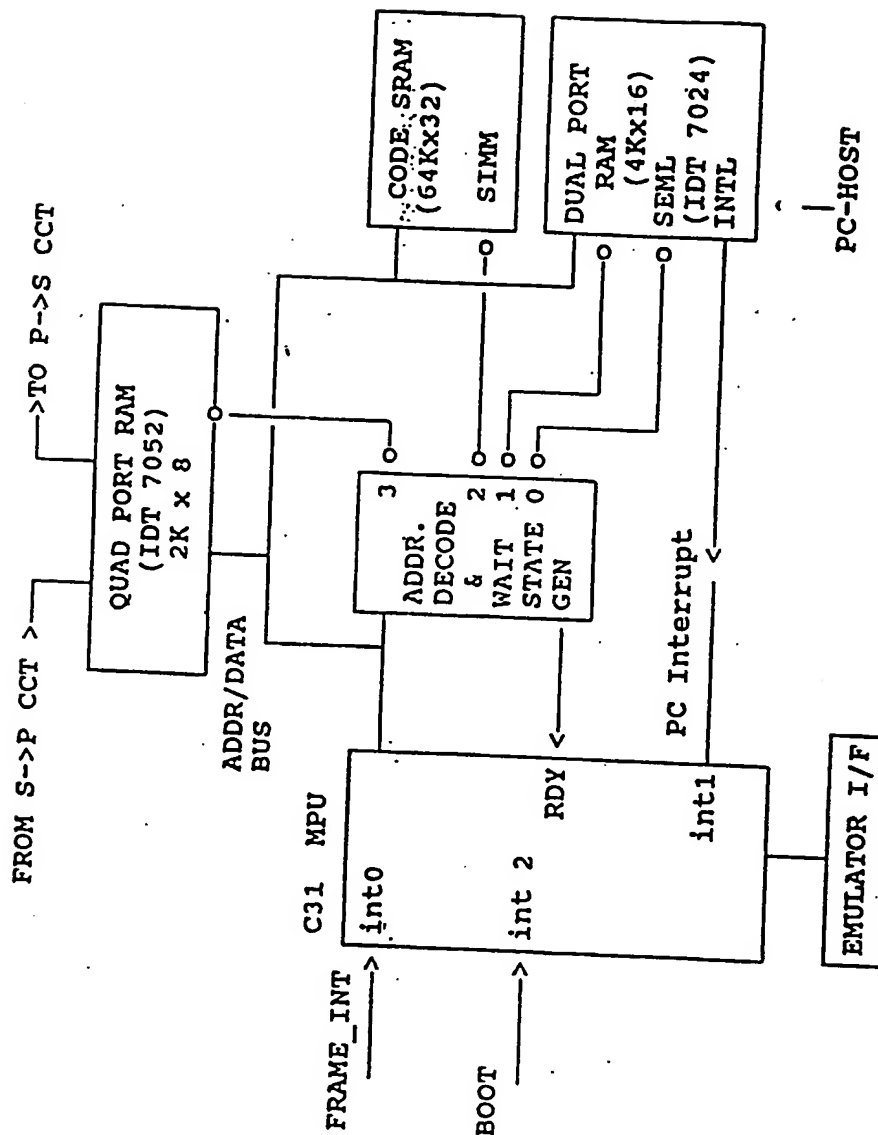 FROM S->P CCT >
>TO P->S CCT
QUAD PORT RAM
(IDT 7052)
2K x 8
ADDR/DATA
BUS
CODE SRAM
(64Kx32)
SIMM
3
ADDR.
DECODE 2
& 1
WAIT
STATE 0
GEN
DUAL PORT
RAM
(4Kx16)
SEML
(IDT 7024)
INTL
PC-HOST
C31 MPU
int0
int 2
RDY
int1
PC Interrupt
FRAME_INT
BOOT
EMULATOR I/F